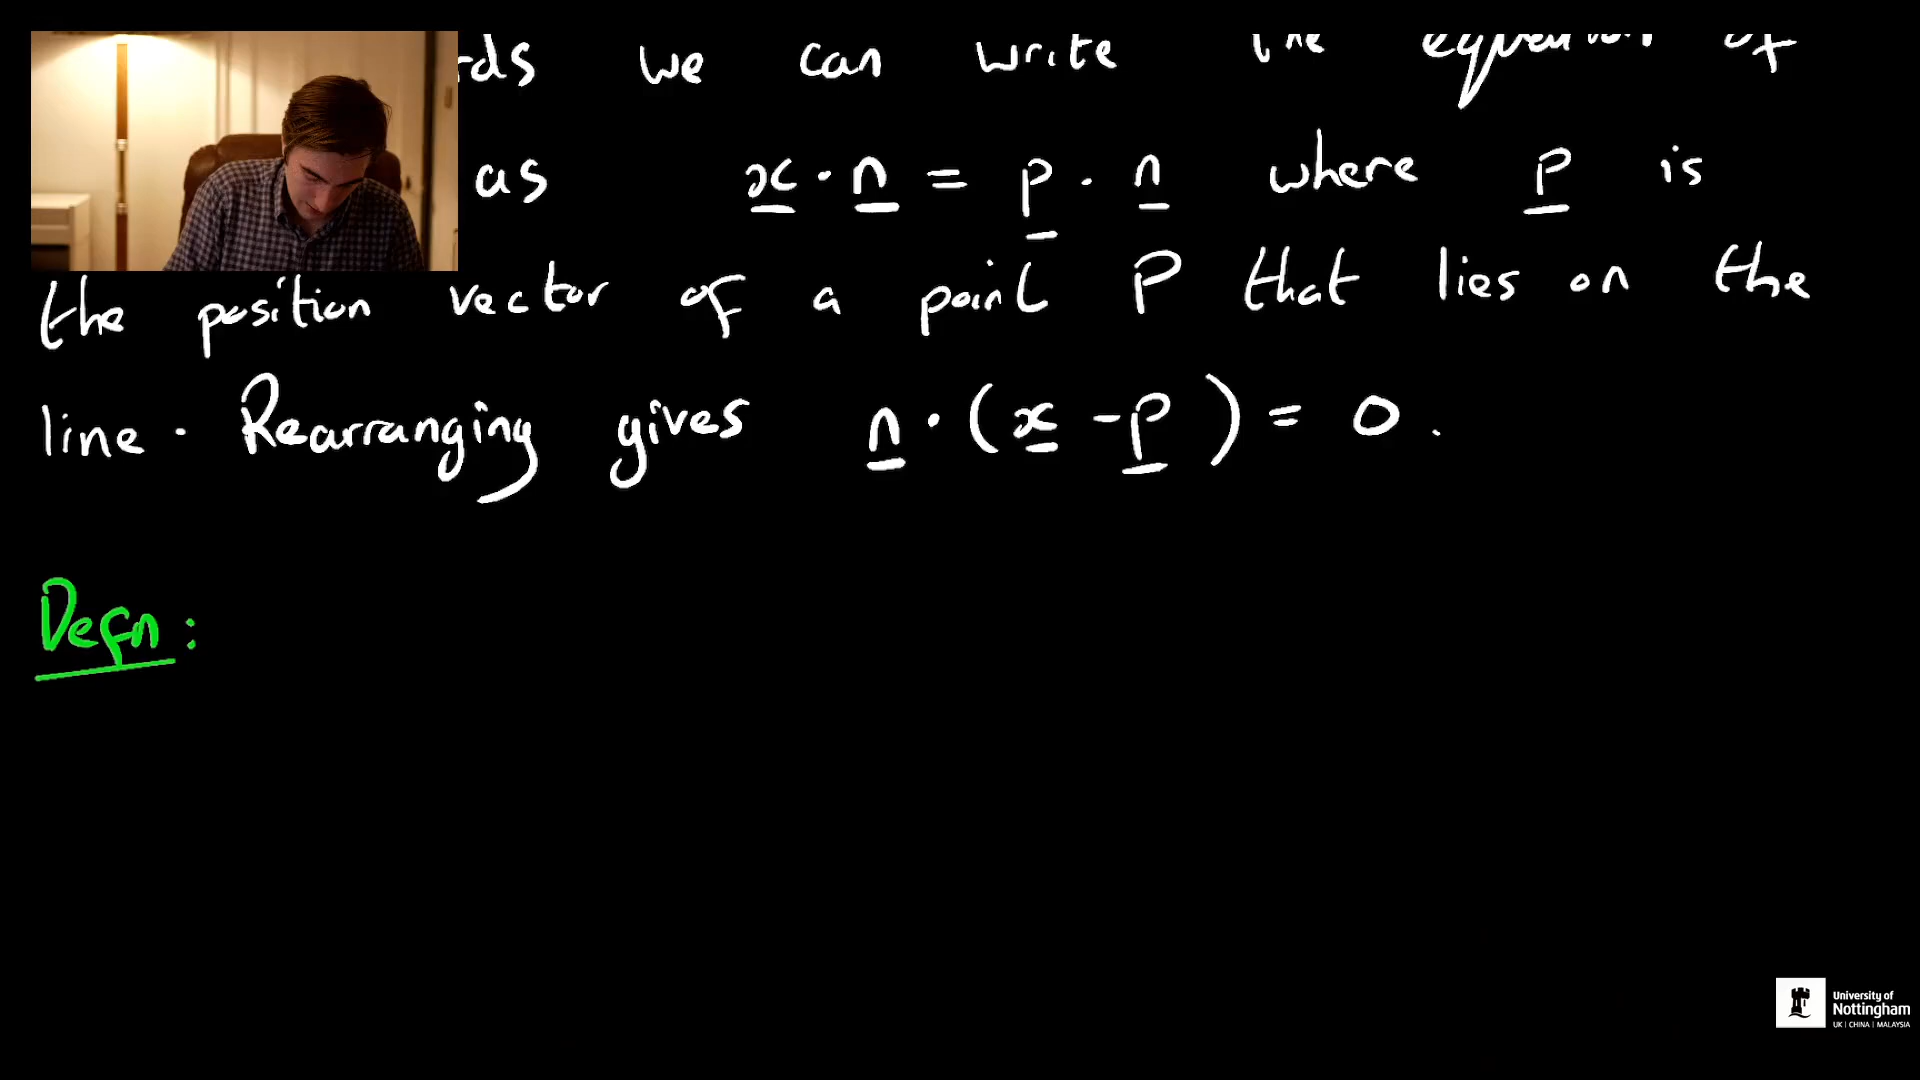 we can write the equation of
as x · n = p · n where p is
the position vector of a point P that lies on the
line. Rearranging gives n · (x - p) = 0.
Defn:
University of
Nottingham
UK | CHINA | MALAYSIA